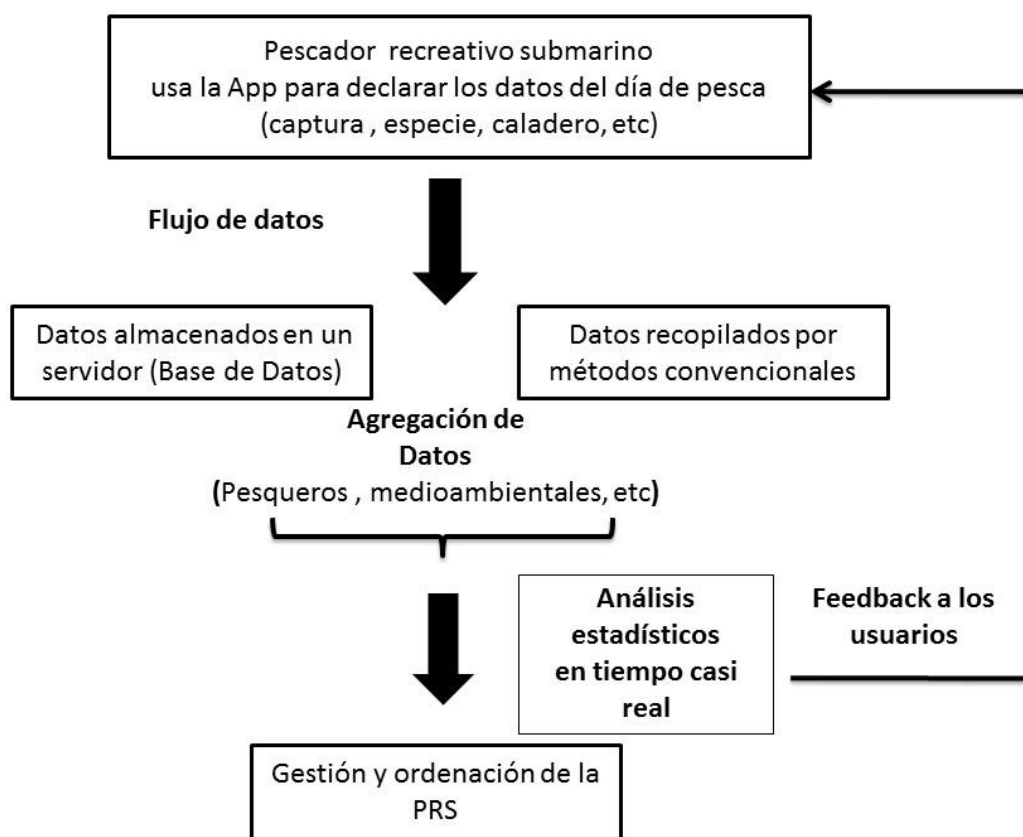 Pescador recreativo submarino
usa la App para declarar los datos del día de pesca
(captura , especie, caladero, etc)
Flujo de datos
Datos almacenados en un
servidor (Base de Datos)
Datos recopilados por
métodos convencionales
Agregación de
Datos
(Pesqueros , medioambientales, etc)
Análisis
estadísticos
en tiempo casi
real
Feedback a los
usuarios
Gestión y ordenación de la
PRS